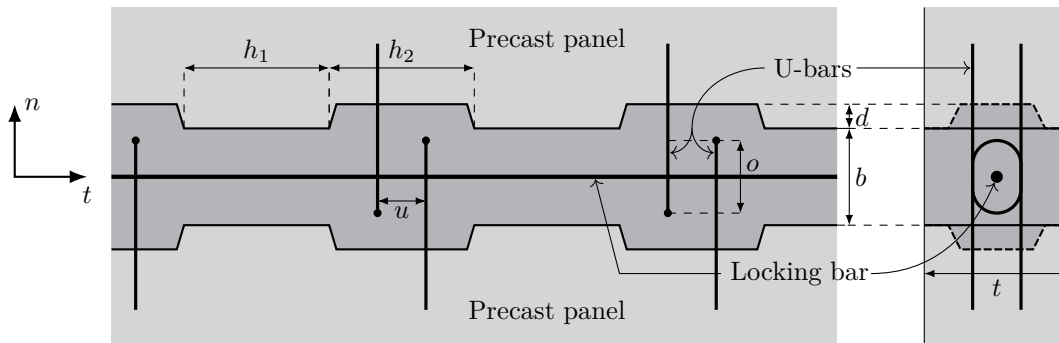 Precast panel
h₁
h₂
U-bars
n
d
o
b
t
u
Locking bar
t
Precast panel